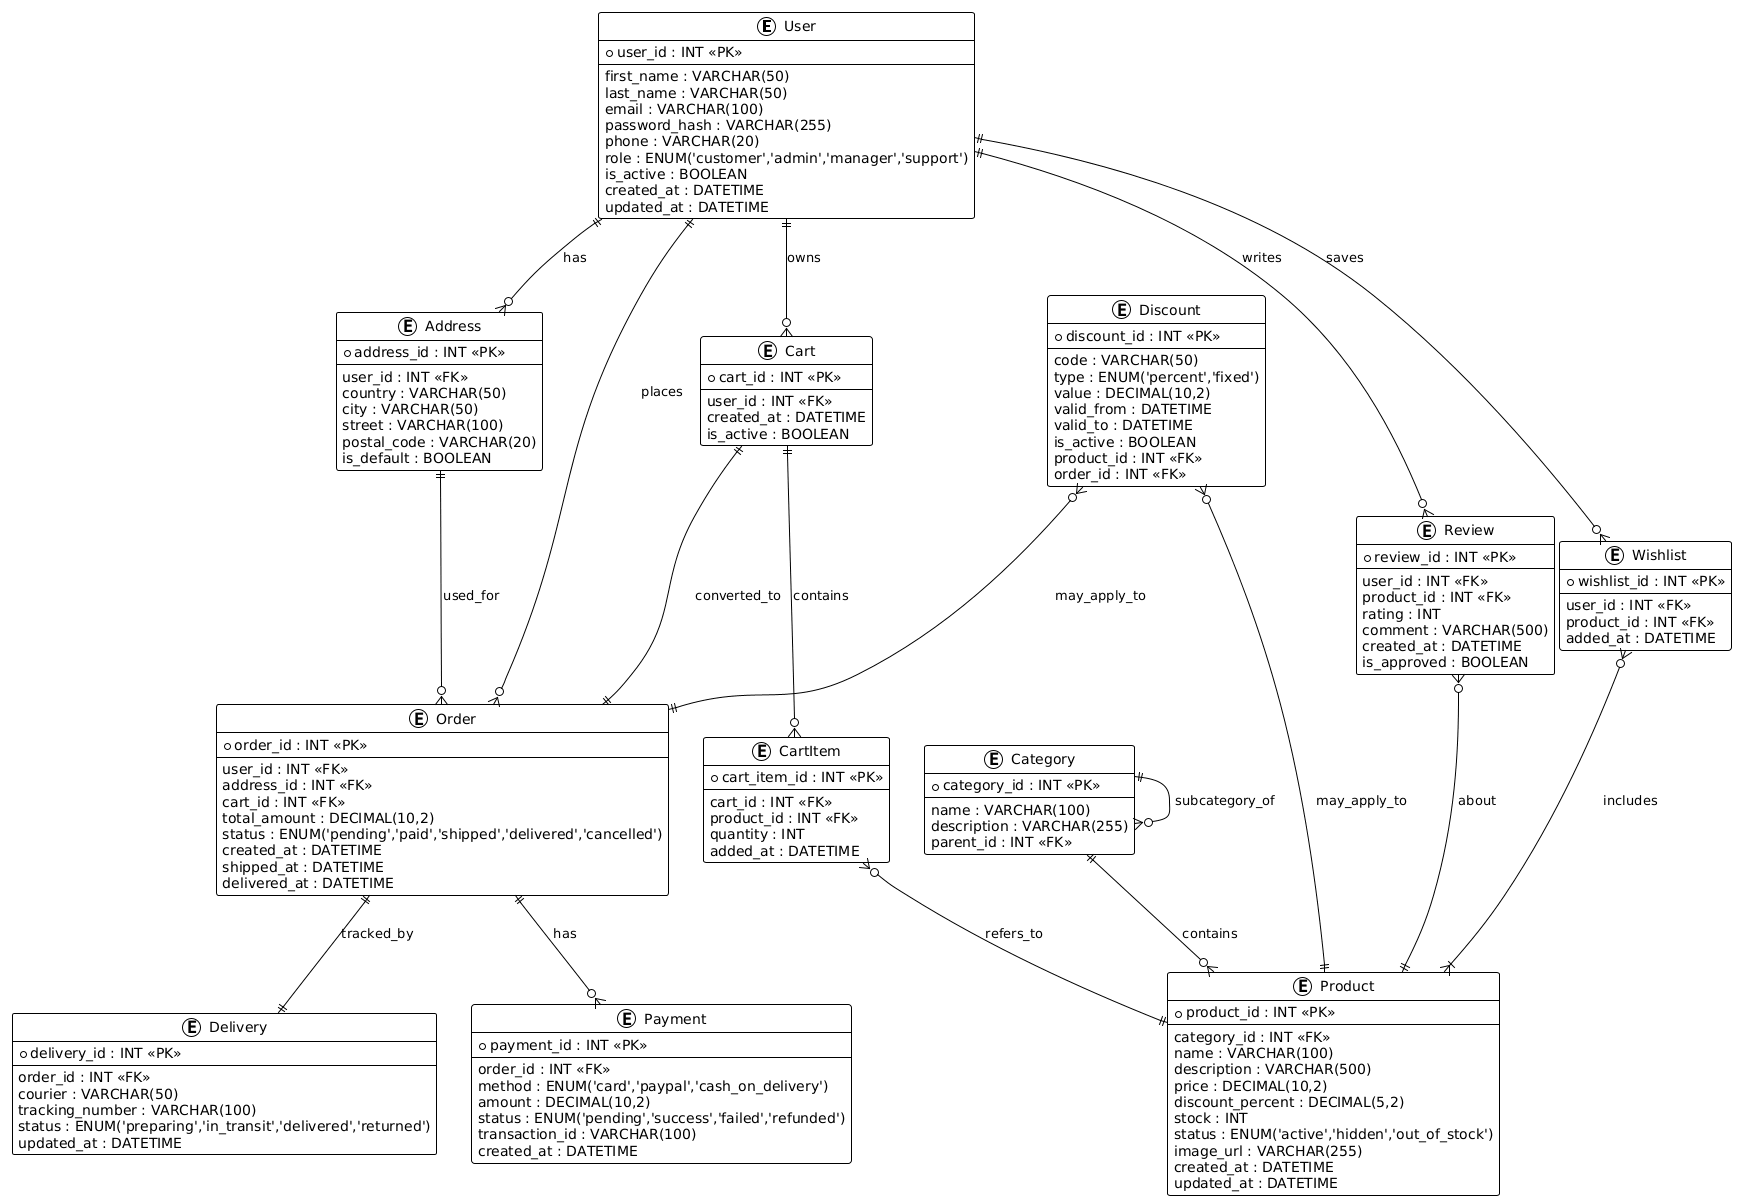 E User
user_id : INT «PK»
first_name : VARCHAR(50)
last_name : VARCHAR(50)
email : VARCHAR(100)
password_hash : VARCHAR(255)
phone : VARCHAR(20)
role : ENUM('customer','admin','manager','support')
is_active : BOOLEAN
created_at : DATETIME
updated_at : DATETIME
has
owns
writes
saves
places
E Address
address_id : INT «PK»
user_id : INT «FK»
country : VARCHAR(50)
city : VARCHAR(50)
street : VARCHAR(100)
postal_code : VARCHAR(20)
is_default : BOOLEAN
E Cart
cart_id : INT «PK»
user_id : INT «FK»
created_at : DATETIME
is_active : BOOLEAN
E Discount
discount_id : INT «PK»
code : VARCHAR(50)
type : ENUM('percent','fixed')
value : DECIMAL(10,2)
valid_from : DATETIME
valid_to : DATETIME
is_active : BOOLEAN
product_id : INT «FK»
order_id : INT «FK»
E Review
review_id : INT «PK»
user_id : INT «FK»
product_id : INT «FK»
rating : INT
comment : VARCHAR(500)
created_at : DATETIME
is_approved : BOOLEAN
E Wishlist
wishlist_id : INT «PK»
user_id : INT «FK»
product_id : INT «FK»
added_at : DATETIME
used_for
converted_to
contains
may_apply_to
E Order
order_id : INT «PK»
user_id : INT «FK»
address_id : INT «FK»
cart_id : INT «FK»
total_amount : DECIMAL(10,2)
status : ENUM('pending','paid','shipped','delivered','cancelled')
created_at : DATETIME
shipped_at : DATETIME
delivered_at : DATETIME
E CartItem
cart_item_id : INT «PK»
cart_id : INT «FK»
product_id : INT «FK»
quantity : INT
added_at : DATETIME
E Category
category_id : INT «PK»
name : VARCHAR(100)
description : VARCHAR(255)
parent_id : INT «FK»
subcategory_of
may_apply_to
about
includes
tracked_by
has
refers_to
contains
E Delivery
delivery_id : INT «PK»
order_id : INT «FK»
courier : VARCHAR(50)
tracking_number : VARCHAR(100)
status : ENUM('preparing','in_transit','delivered','returned')
updated_at : DATETIME
E Payment
payment_id : INT «PK»
order_id : INT «FK»
method : ENUM('card','paypal','cash_on_delivery')
amount : DECIMAL(10,2)
status : ENUM('pending','success','failed','refunded')
transaction_id : VARCHAR(100)
created_at : DATETIME
E Product
product_id : INT «PK»
category_id : INT «FK»
name : VARCHAR(100)
description : VARCHAR(500)
price : DECIMAL(10,2)
discount_percent : DECIMAL(5,2)
stock : INT
status : ENUM('active','hidden','out_of_stock')
image_url : VARCHAR(255)
created_at : DATETIME
updated_at : DATETIME